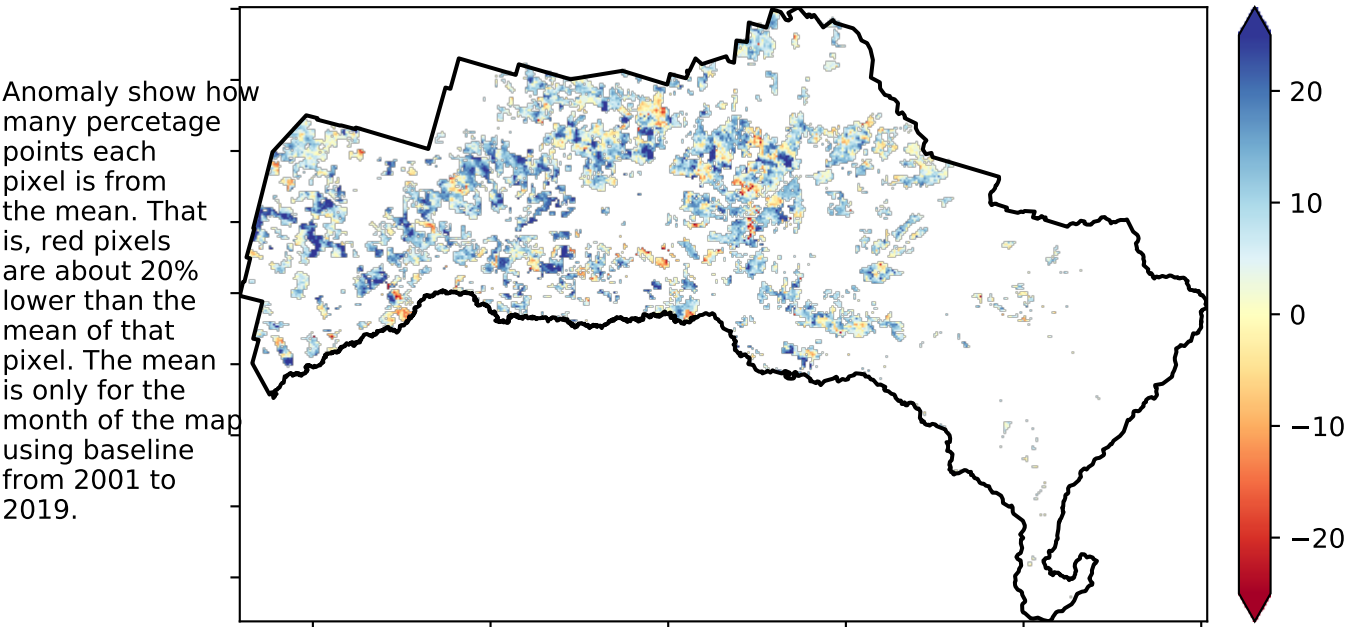 Anomaly show how
many percetage
points each
pixel is from
the mean. That
is, red pixels
are about 20%
lower than the
mean of that
pixel. The mean
is only for the
month of the map
using baseline
from 2001 to
2019.
20
10
0
−10
−20